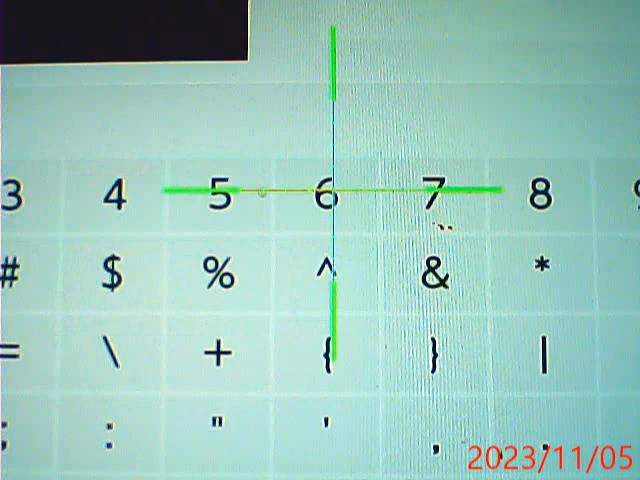 3 4 5 6 7 8
# $ % ^ & *
= \ + { } |
; : " ' , .
2023/11/05